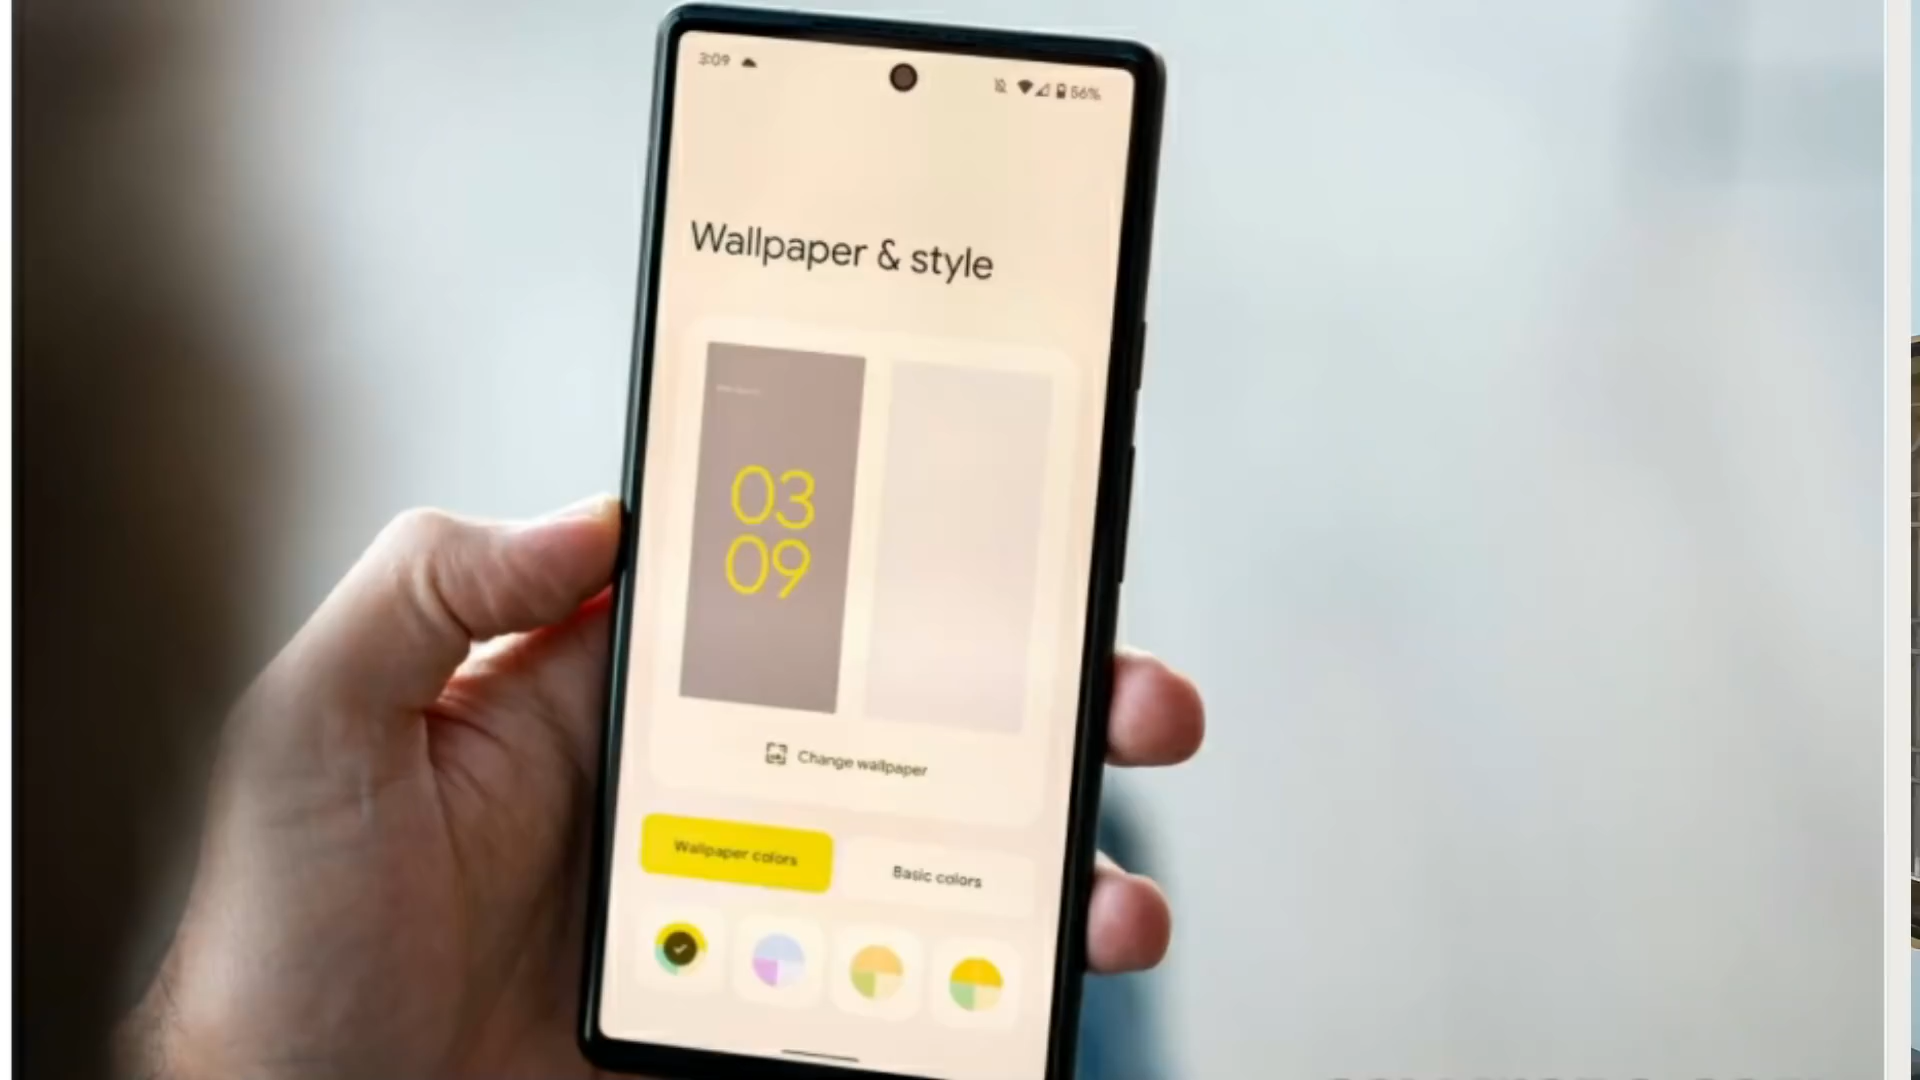 3:09 56%
Wallpaper & style
03
09
Change wallpaper
Wallpaper colors
Basic colors